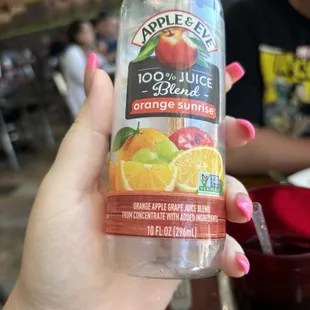 APPLE & EVE
100% JUICE
Blend
orange sunrise
ORANGE APPLE GRAPE JUICE BLEND
FROM CONCENTRATE WITH ADDED INGREDIENTS
10 FL OZ (296mL)